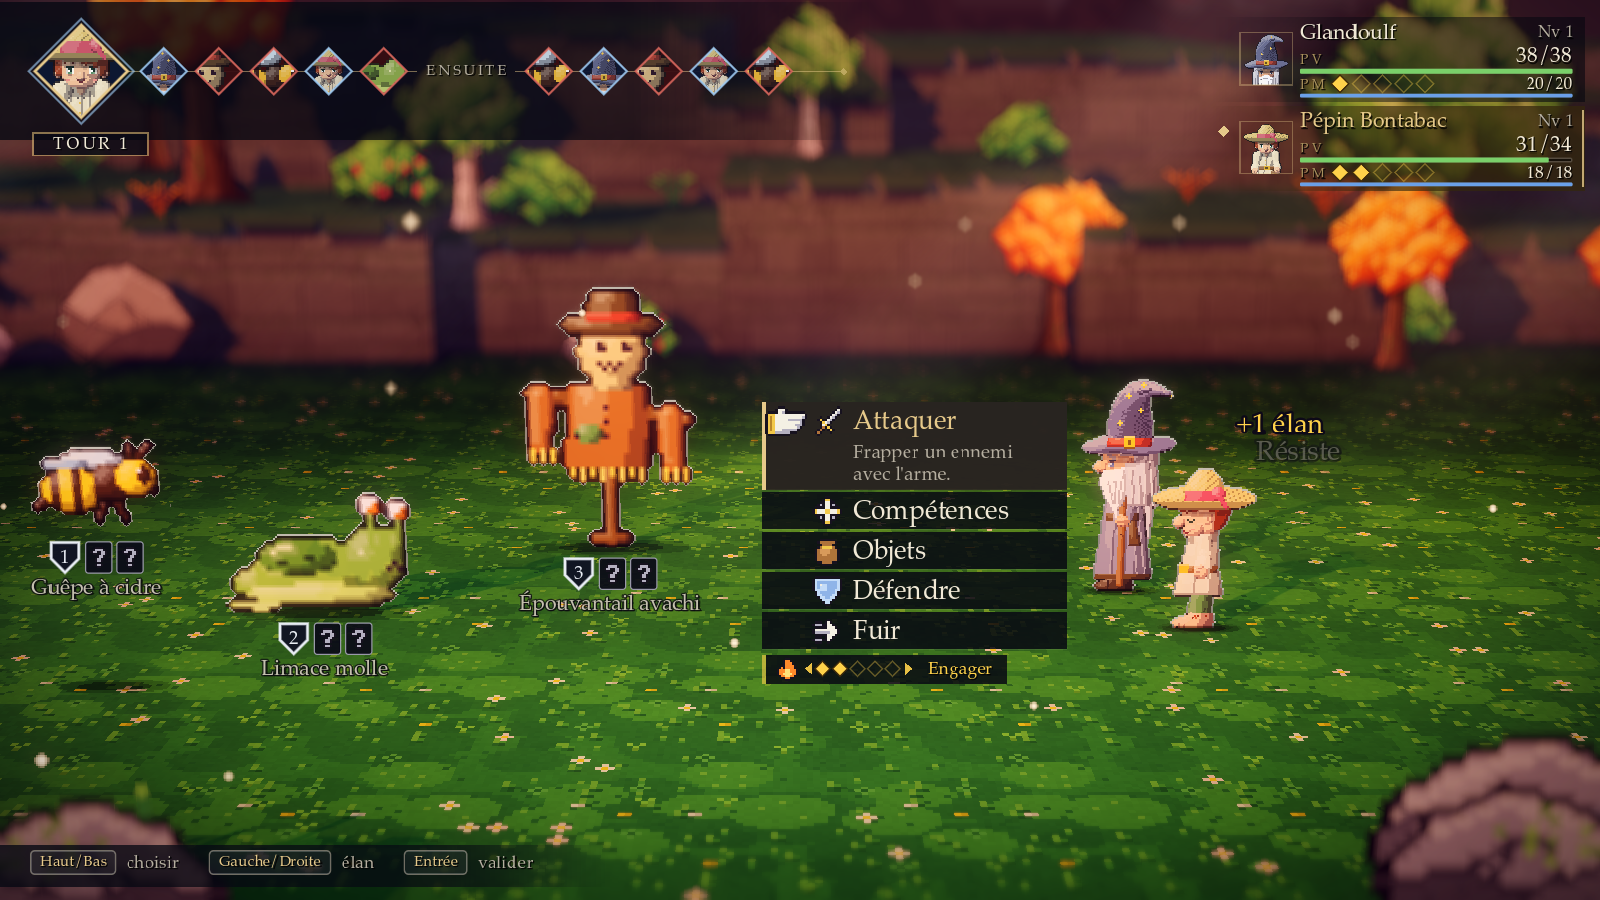 ENSUITE
TOUR 1
Glandoulf Nv 1
PV 38/38
PM 20/20
Pépin Bontabac Nv 1
PV 31/34
PM 18/18
+1 élan
Résiste
Attaquer
Frapper un ennemi
avec l'arme.
Compétences
Objets
Défendre
Fuir
Engager
1 ? ?
Guêpe à cidre
2 ? ?
Limace molle
3 ? ?
Épouvantail avachi
Haut/Bas choisir Gauche/Droite élan Entrée valider